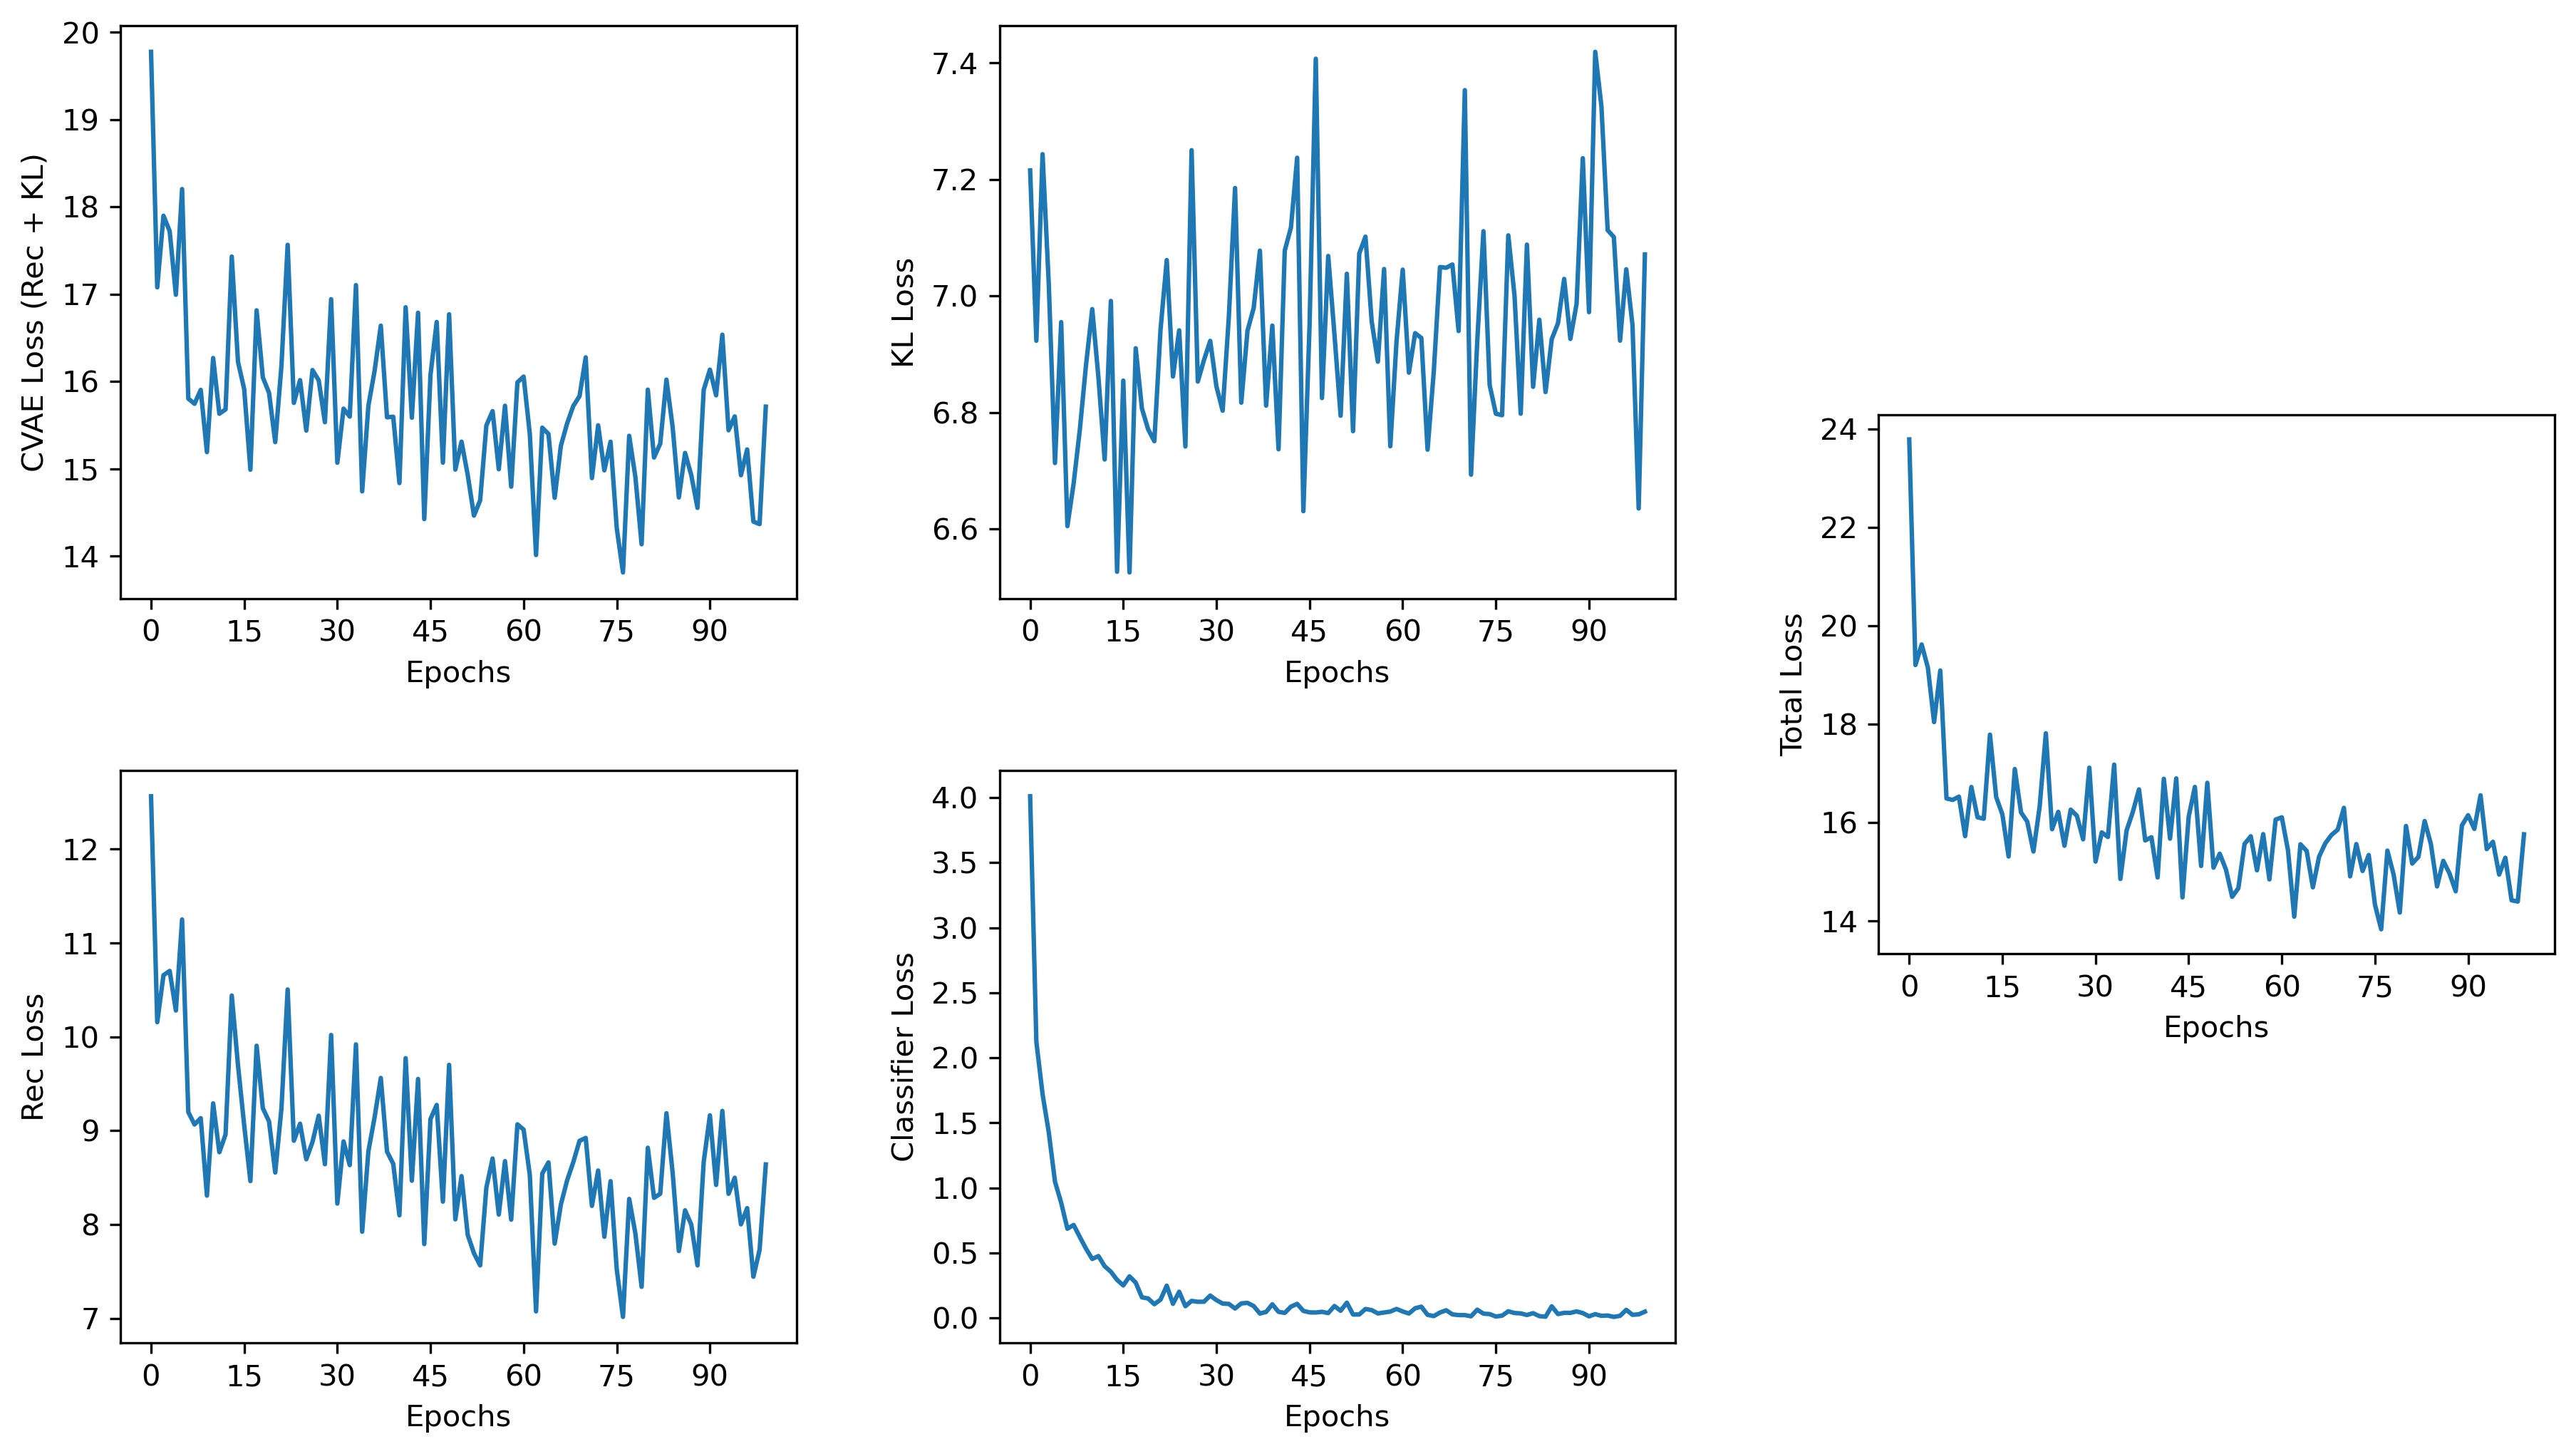 CVAE Loss (Rec + KL)
20
19
18
17
16
15
14
0 15 30 45 60 75 90
Epochs
KL Loss
7.4
7.2
7.0
6.8
6.6
0 15 30 45 60 75 90
Epochs
Rec Loss
12
11
10
9
8
7
0 15 30 45 60 75 90
Epochs
Classifier Loss
4.0
3.5
3.0
2.5
2.0
1.5
1.0
0.5
0.0
0 15 30 45 60 75 90
Epochs
Total Loss
24
22
20
18
16
14
0 15 30 45 60 75 90
Epochs